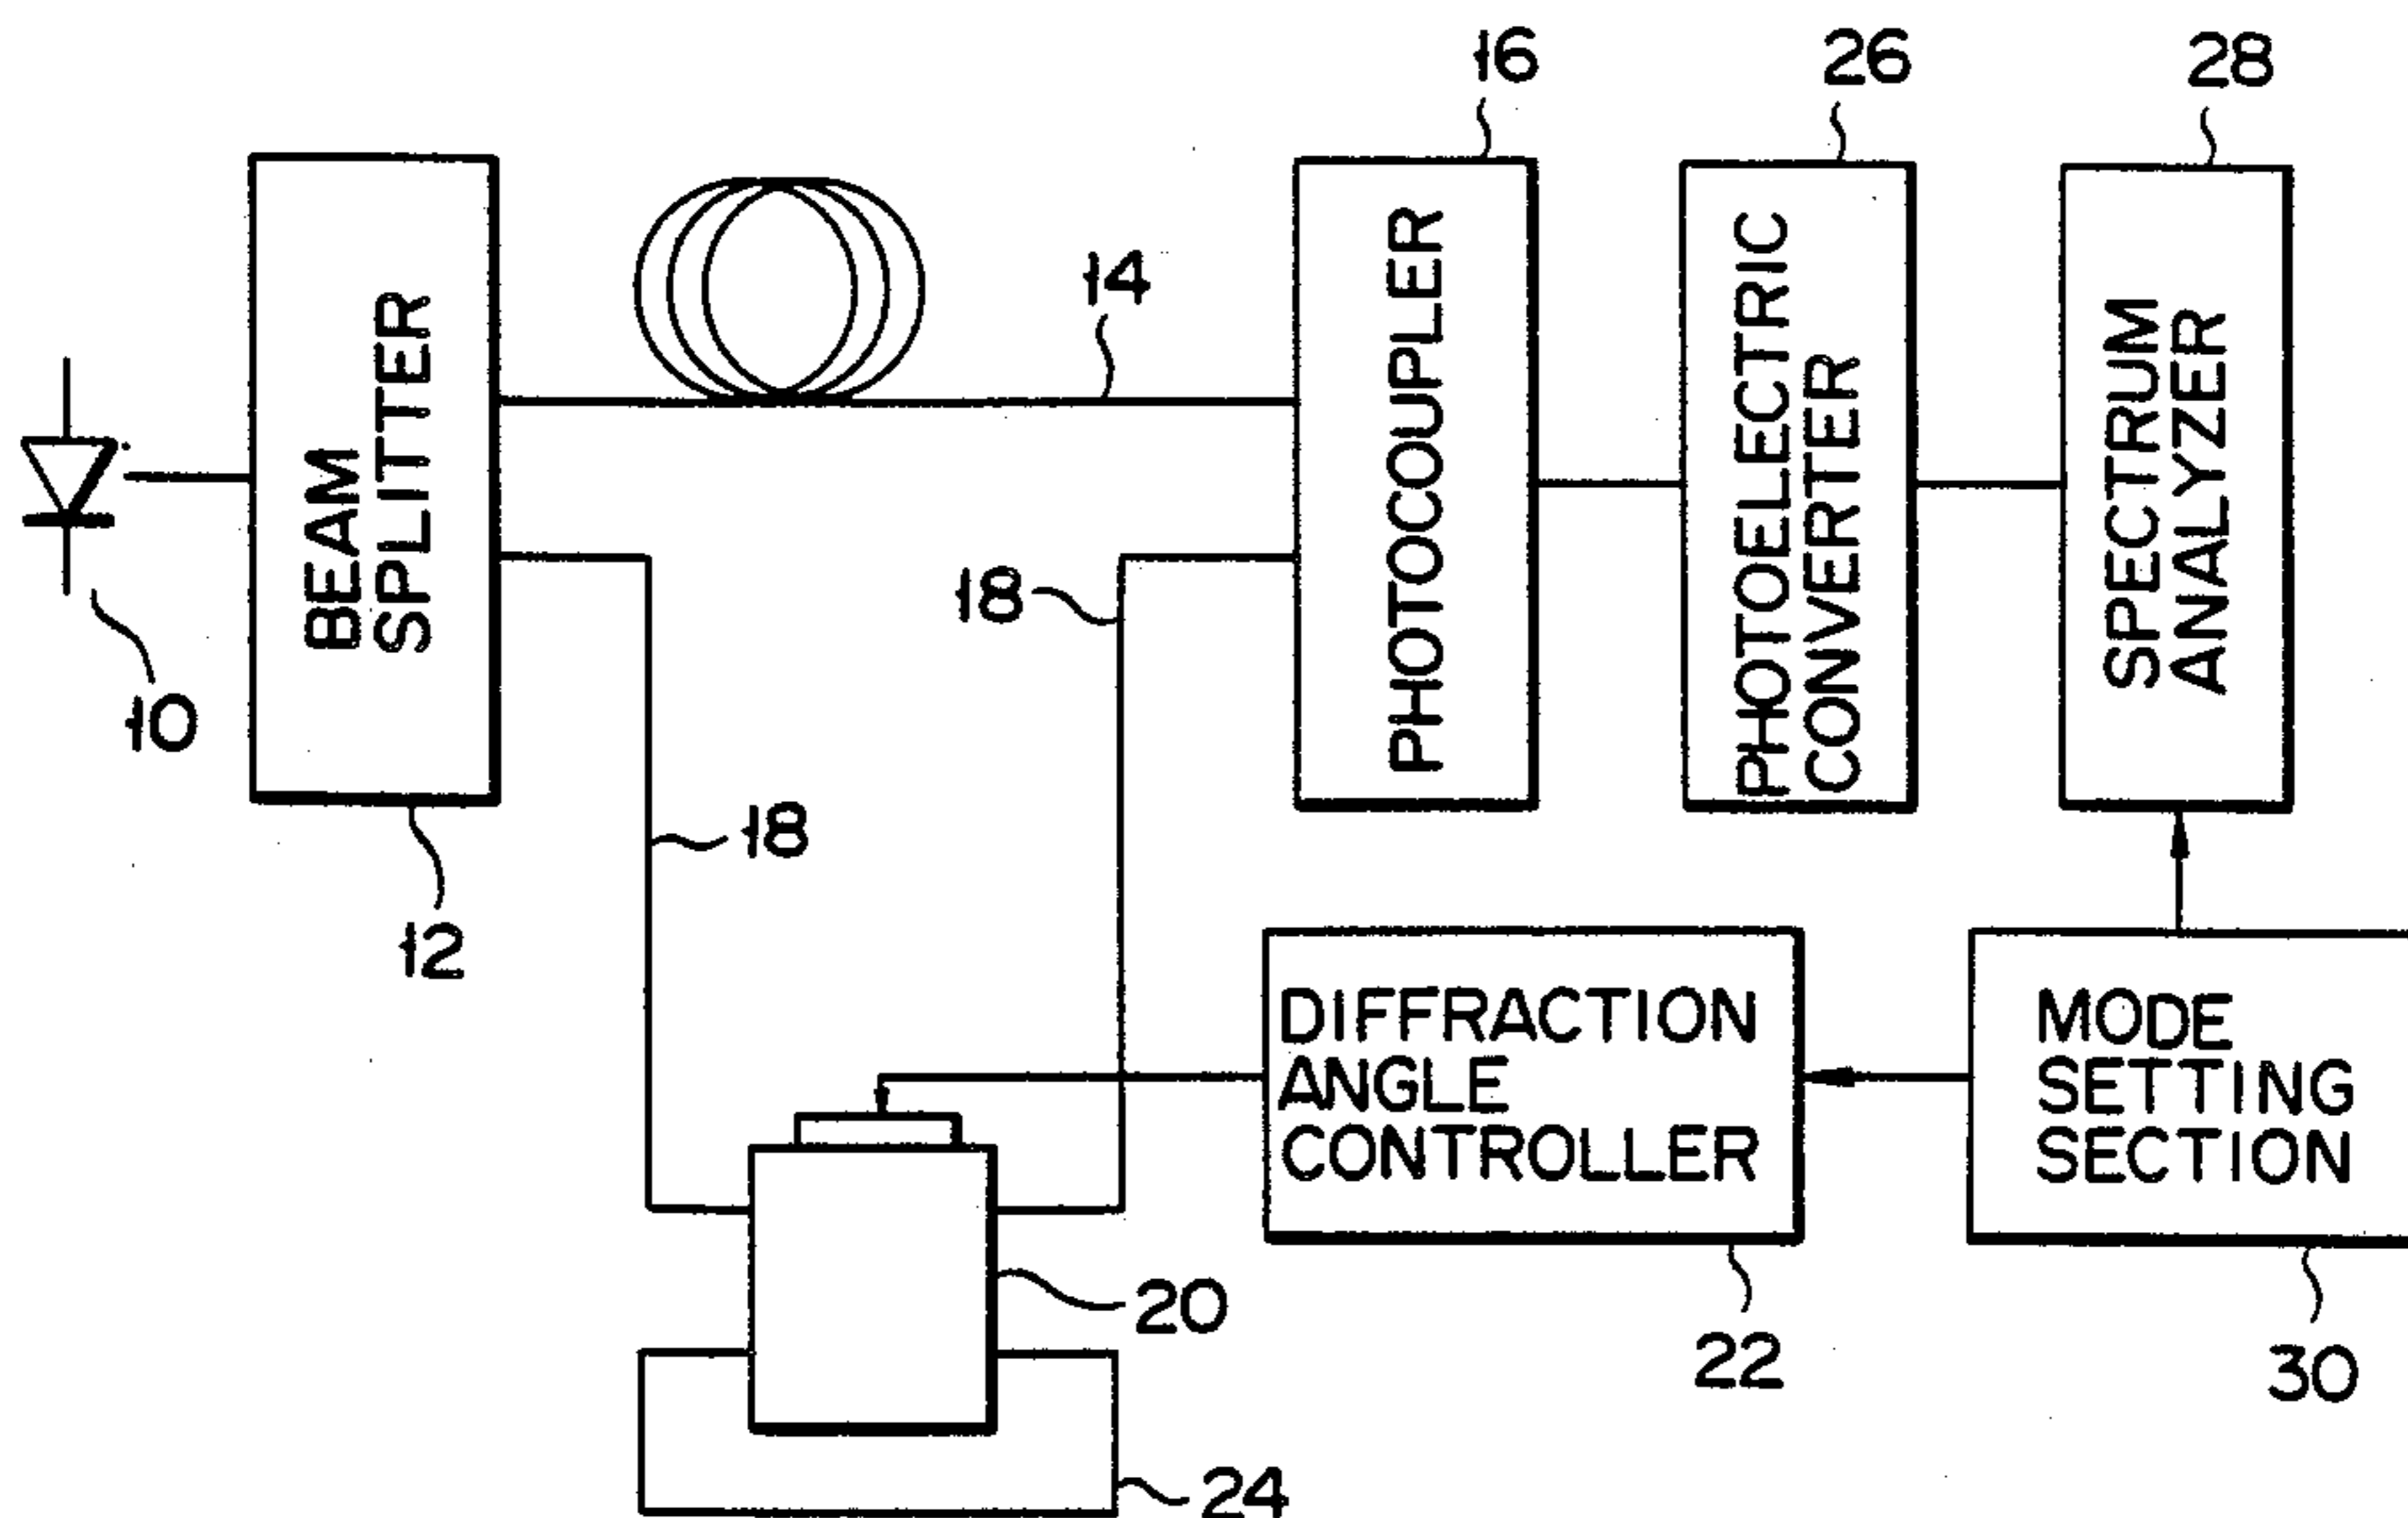 16
26
28
BEAM
SPLITTER
14
PHOTOCOUPLER
PHOTOELECTRIC
CONVERTER
SPECTRUM
ANALYZER
10
18
18
12
DIFFRACTION
ANGLE
CONTROLLER
MODE
SETTING
SECTION
20
22
30
24